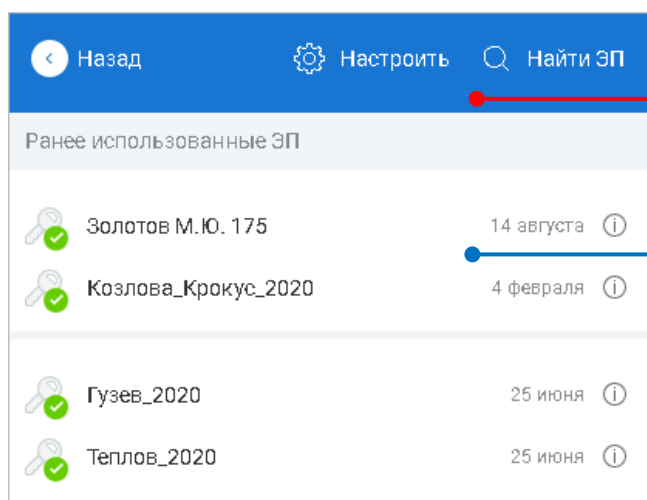 Назад Настроить Найти ЭП
Ранее использованные ЭП
Золотов М.Ю. 175 14 августа
Козлова_Крокус_2020 4 февраля
Гузев_2020 25 июня
Теплов_2020 25 июня